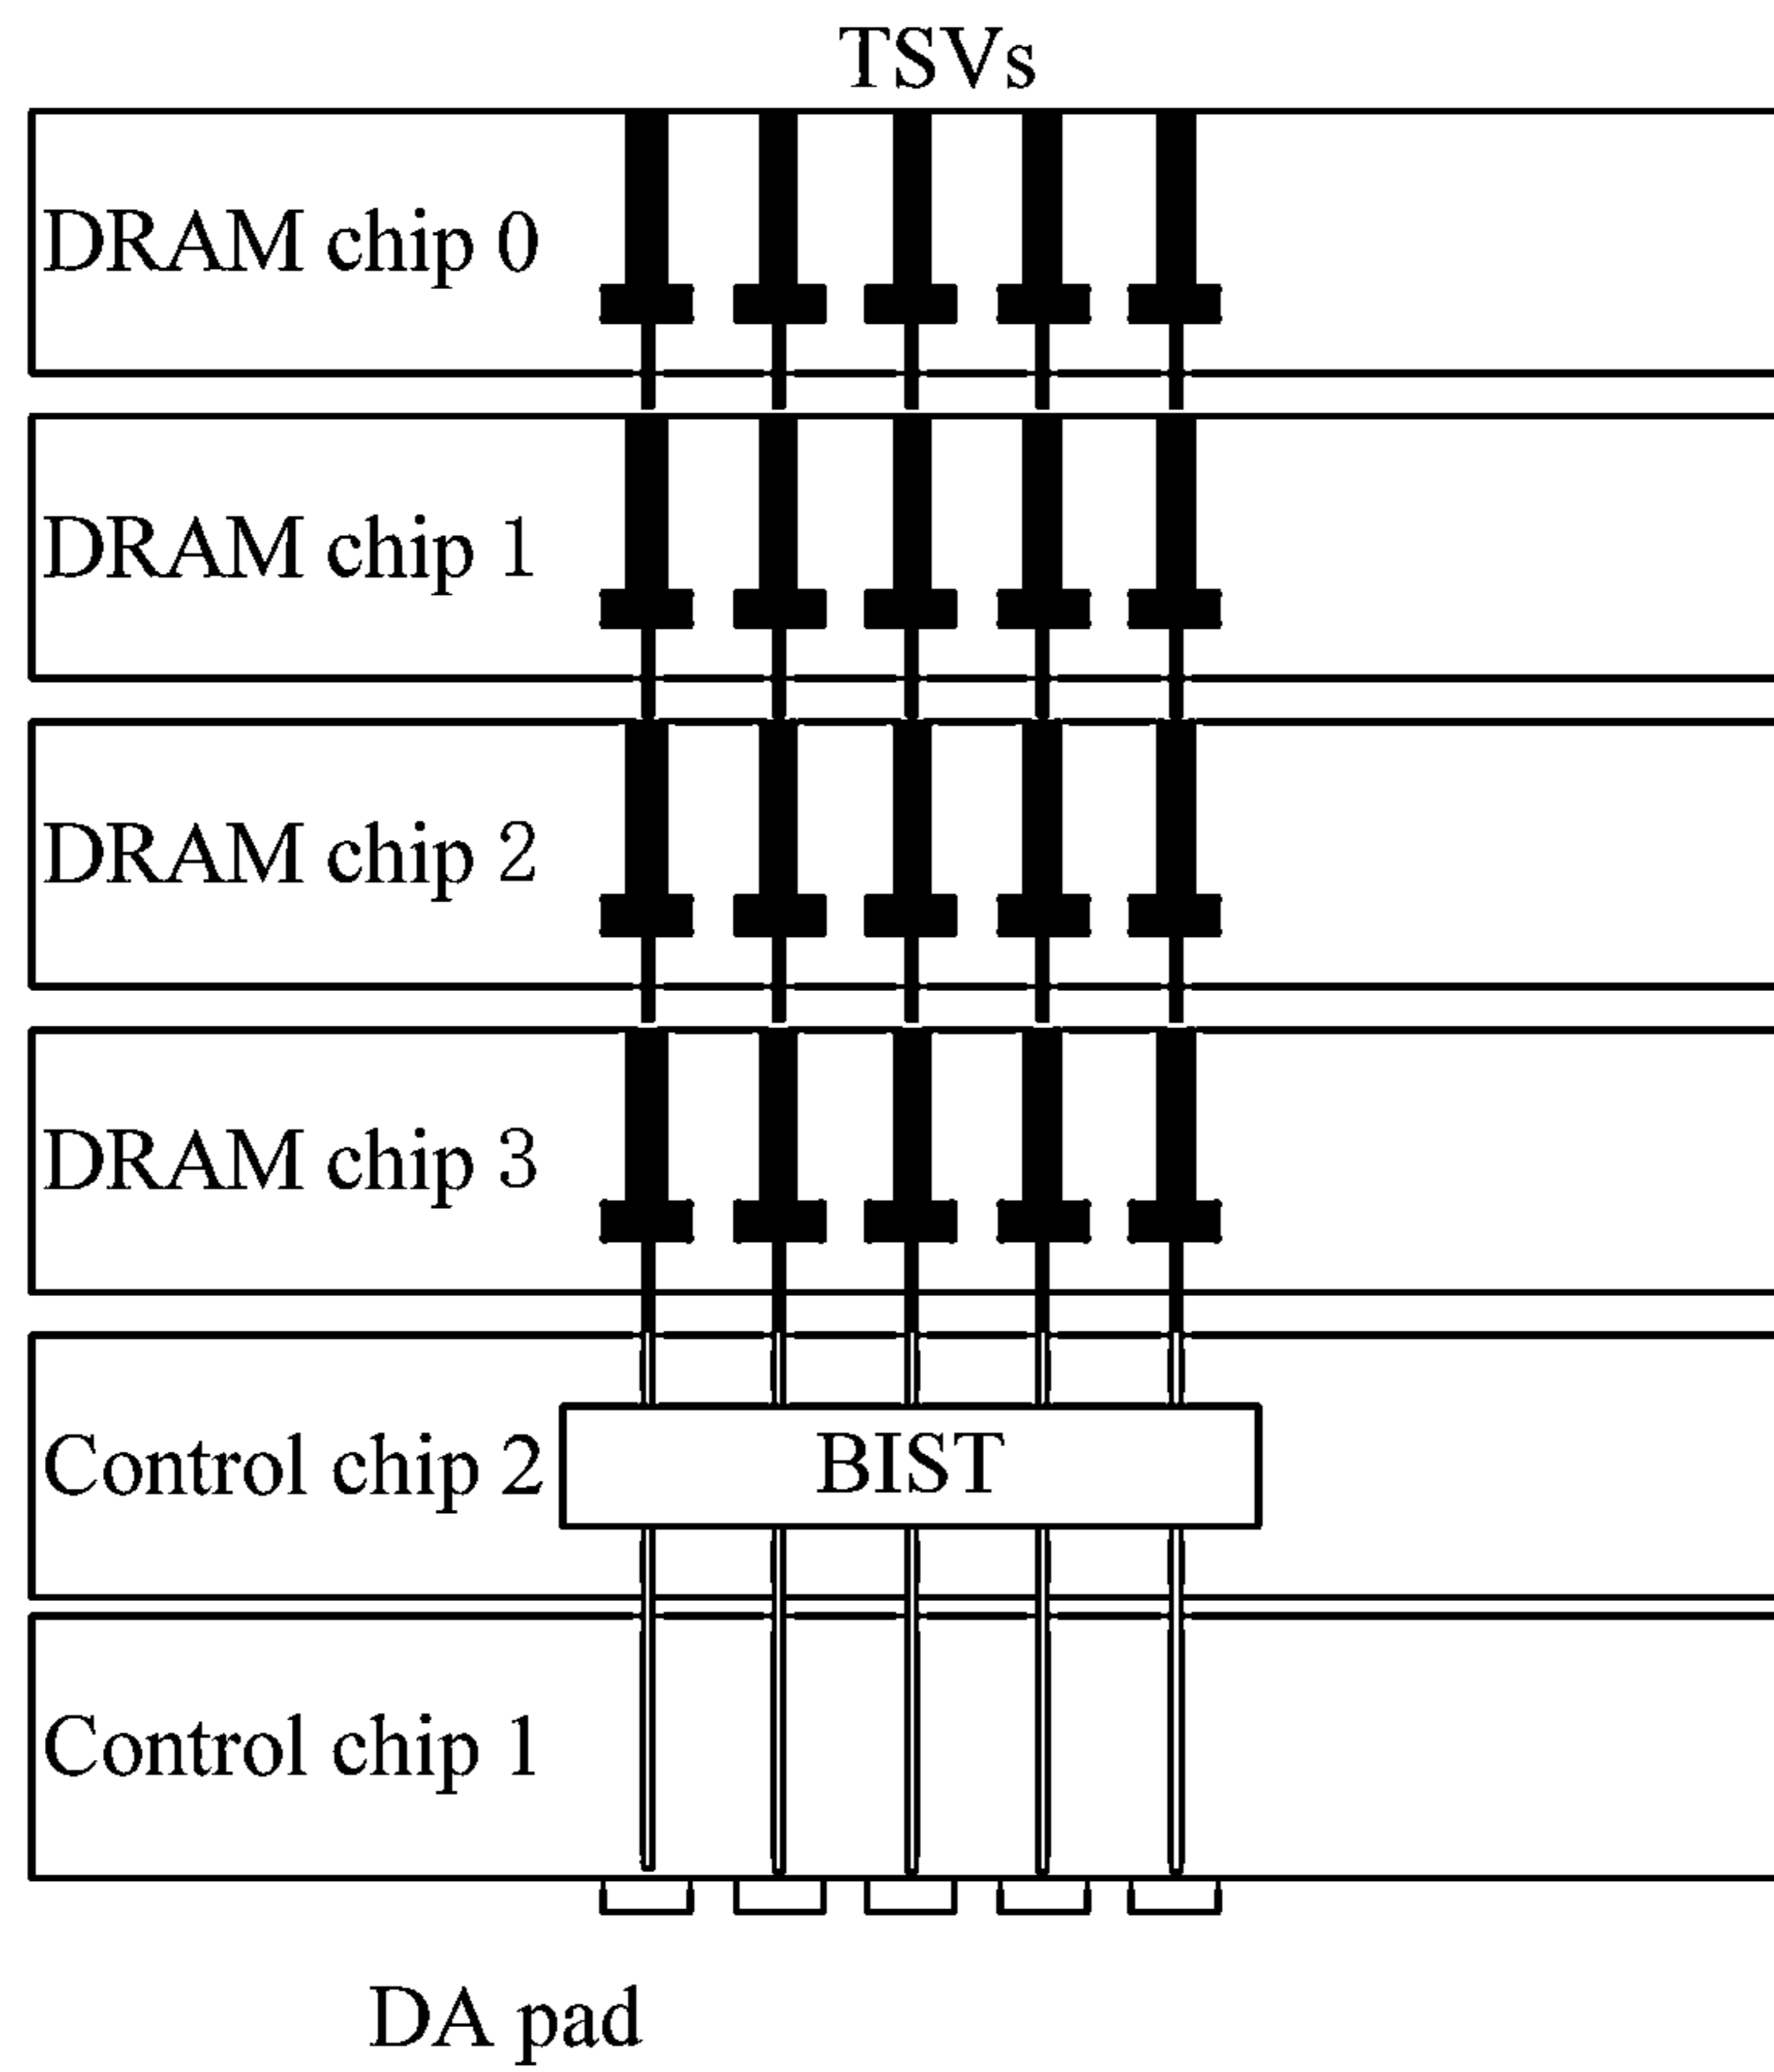 TSVs
DRAM chip 0
DRAM chip 1
DRAM chip 2
DRAM chip 3
Control chip 2
BIST
Control chip 1
DA pad